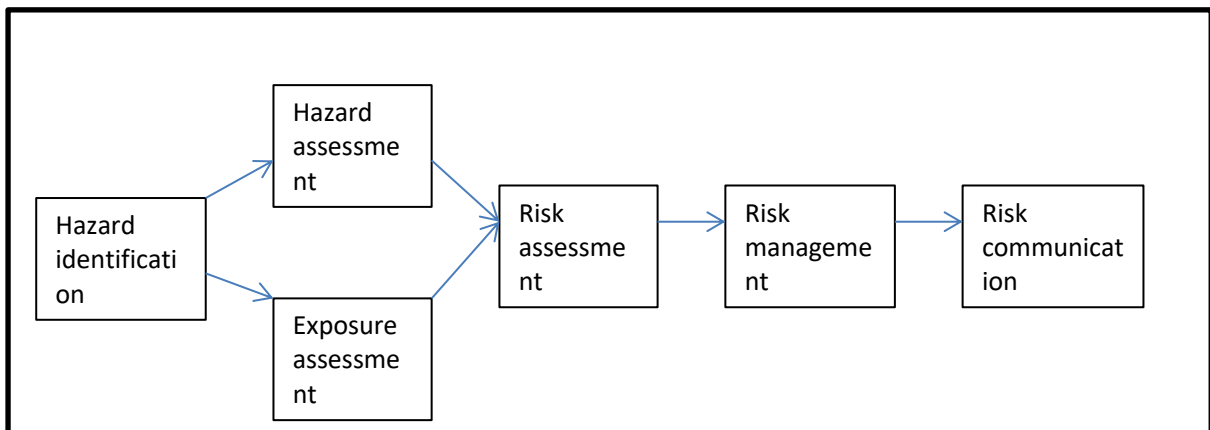 Hazard
identificati
on
Hazard
assessme
nt
Exposure
assessme
nt
Risk
assessme
nt
Risk
manageme
nt
Risk
communicat
ion